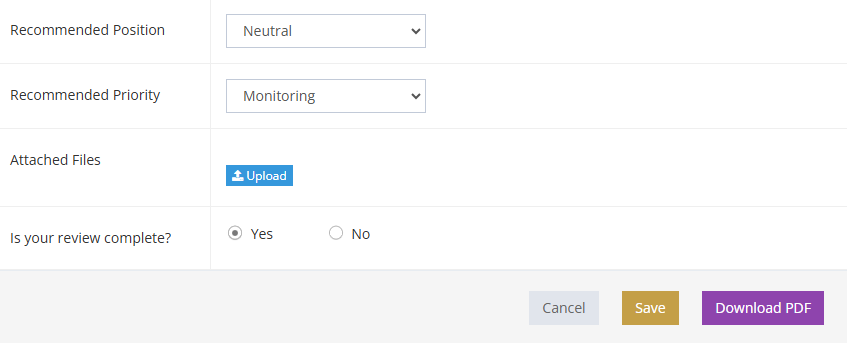 Recommended Position
Neutral
Recommended Priority
Monitoring
Attached Files
Upload
Is your review complete?
Yes
No
Cancel
Save
Download PDF